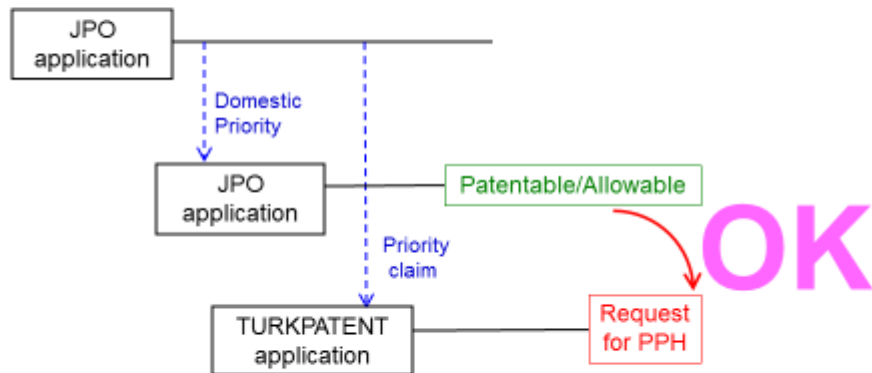 JPO
application
Domestic
Priority
JPO
application
Patentable/Allowable
OK
Priority
claim
TURKPATENT
application
Request
for PPH